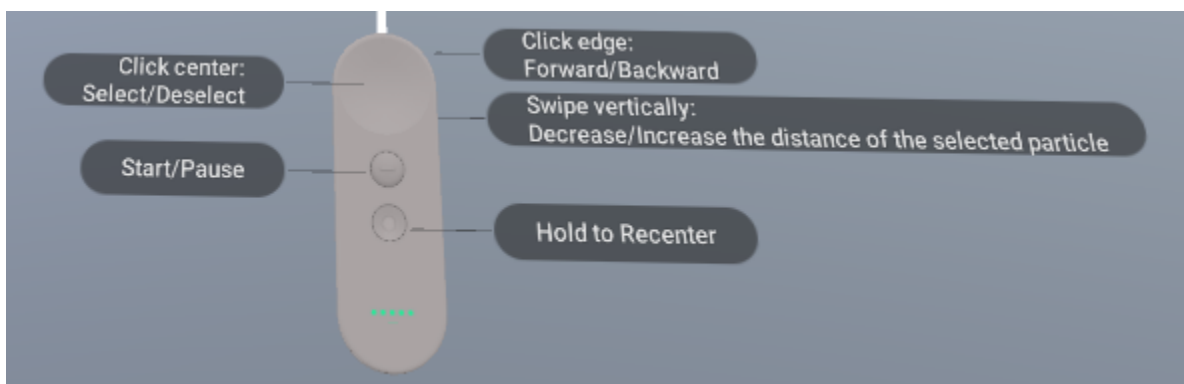 Click center:
Select/Deselect
Click edge:
Forward/Backward
Swipe vertically:
Decrease/Increase the distance of the selected particle
Start/Pause
Hold to Recenter